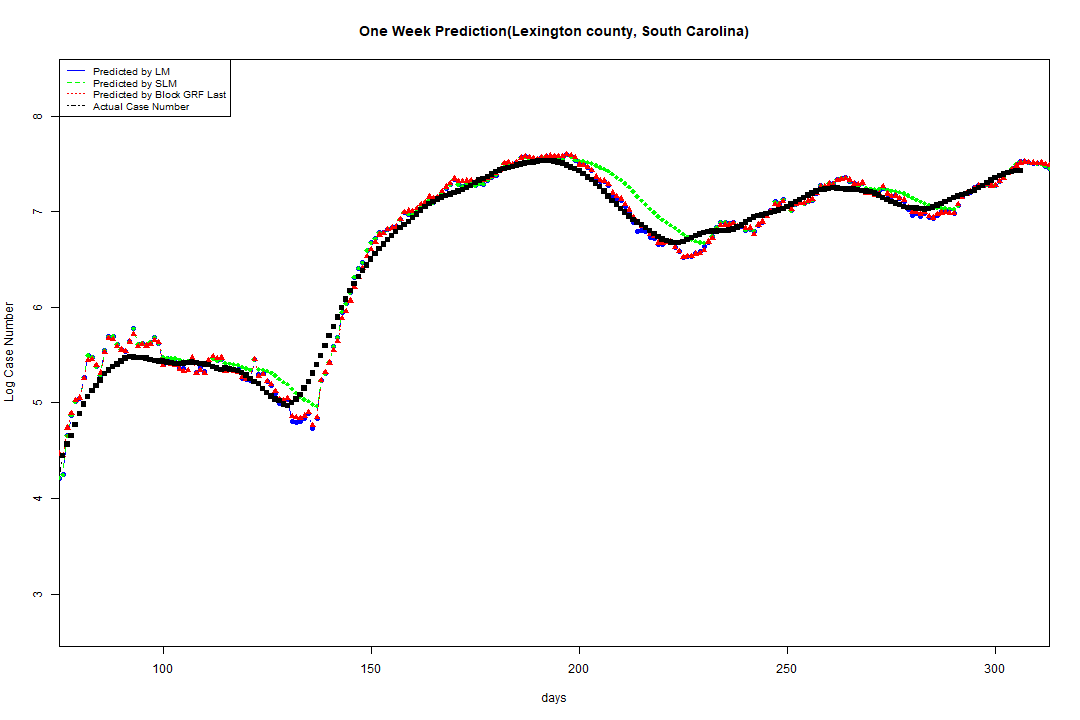 One Week Prediction(Lexington county, South Carolina)
Predicted by LM
Predicted by SLM
Predicted by Block GRF Last
Actual Case Number
8
7
6
5
4
3
Log Case Number
100 150 200 250 300
days